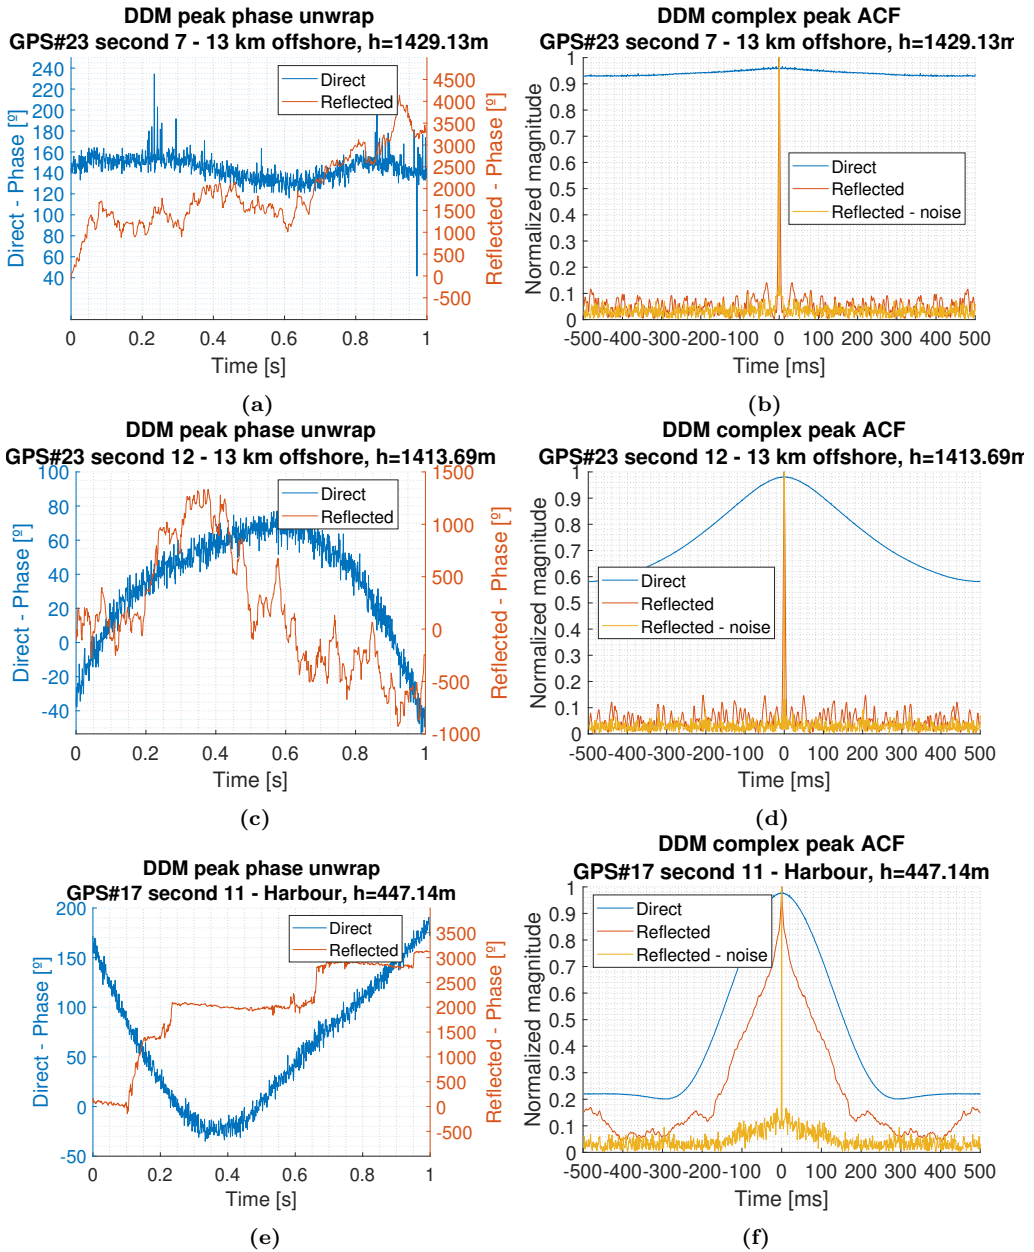 DDM peak phase unwrap
GPS#23 second 7 - 13 km offshore, h=1429.13m
Direct - Phase [º]
240
220
200
180
160
140
120
100
80
60
40
Direct
Reflected
4500
4000
3500
3000
2500
2000
1500
1000
500
0
-500
Reflected - Phase [º]
0 0.2 0.4 0.6 0.8 1
Time [s]
(a)
DDM complex peak ACF
GPS#23 second 7 - 13 km offshore, h=1429.13m
Normalized magnitude
1
0.9
0.8
0.7
0.6
0.5
0.4
0.3
0.2
0.1
0
Direct
Reflected
Reflected - noise
-500 -400 -300 -200 -100 0 100 200 300 400 500
Time [ms]
(b)
DDM peak phase unwrap
GPS#23 second 12 - 13 km offshore, h=1413.69m
Direct - Phase [º]
100
80
60
40
20
0
-20
-40
Direct
Reflected
1500
1000
500
0
-500
-1000
Reflected - Phase [º]
0 0.2 0.4 0.6 0.8 1
Time [s]
(c)
DDM complex peak ACF
GPS#23 second 12 - 13 km offshore, h=1413.69m
Normalized magnitude
1
0.9
0.8
0.7
0.6
0.5
0.4
0.3
0.2
0.1
0
Direct
Reflected
Reflected - noise
-500 -400 -300 -200 -100 0 100 200 300 400 500
Time [ms]
(d)
DDM peak phase unwrap
GPS#17 second 11 - Harbour, h=447.14m
Direct - Phase [º]
200
150
100
50
0
-50
Direct
Reflected
3500
3000
2500
2000
1500
1000
500
0
-500
Reflected - Phase [º]
0 0.2 0.4 0.6 0.8 1
Time [s]
(e)
DDM complex peak ACF
GPS#17 second 11 - Harbour, h=447.14m
Normalized magnitude
1
0.9
0.8
0.7
0.6
0.5
0.4
0.3
0.2
0.1
0
Direct
Reflected
Reflected - noise
-500 -400 -300 -200 -100 0 100 200 300 400 500
Time [ms]
(f)